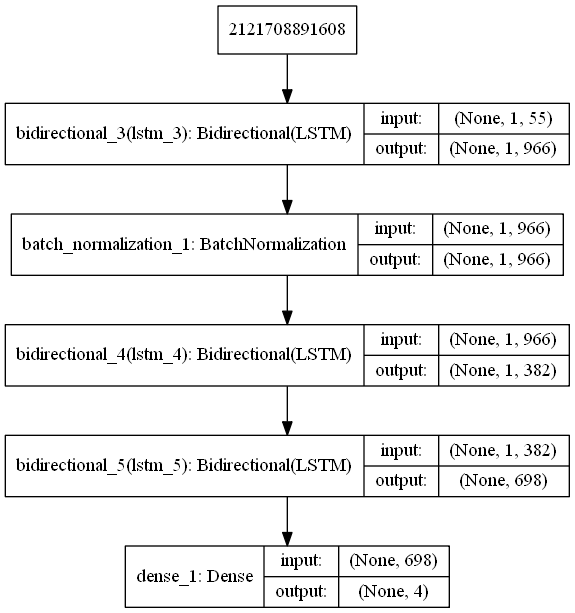 2121708891608
bidirectional_3(lstm_3): Bidirectional(LSTM)
input: (None, 1, 55)
output: (None, 1, 966)
batch_normalization_1: BatchNormalization
input: (None, 1, 966)
output: (None, 1, 966)
bidirectional_4(lstm_4): Bidirectional(LSTM)
input: (None, 1, 966)
output: (None, 1, 382)
bidirectional_5(lstm_5): Bidirectional(LSTM)
input: (None, 1, 382)
output: (None, 698)
dense_1: Dense
input: (None, 698)
output: (None, 4)